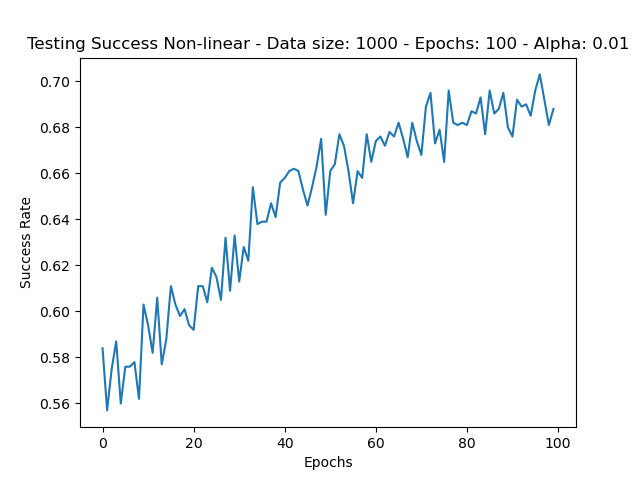 Testing Success Non-linear - Data size: 1000 - Epochs: 100 - Alpha: 0.01
0.70
0.68
0.66
0.64
0.62
0.60
0.58
0.56
Success Rate
0 20 40 60 80 100
Epochs